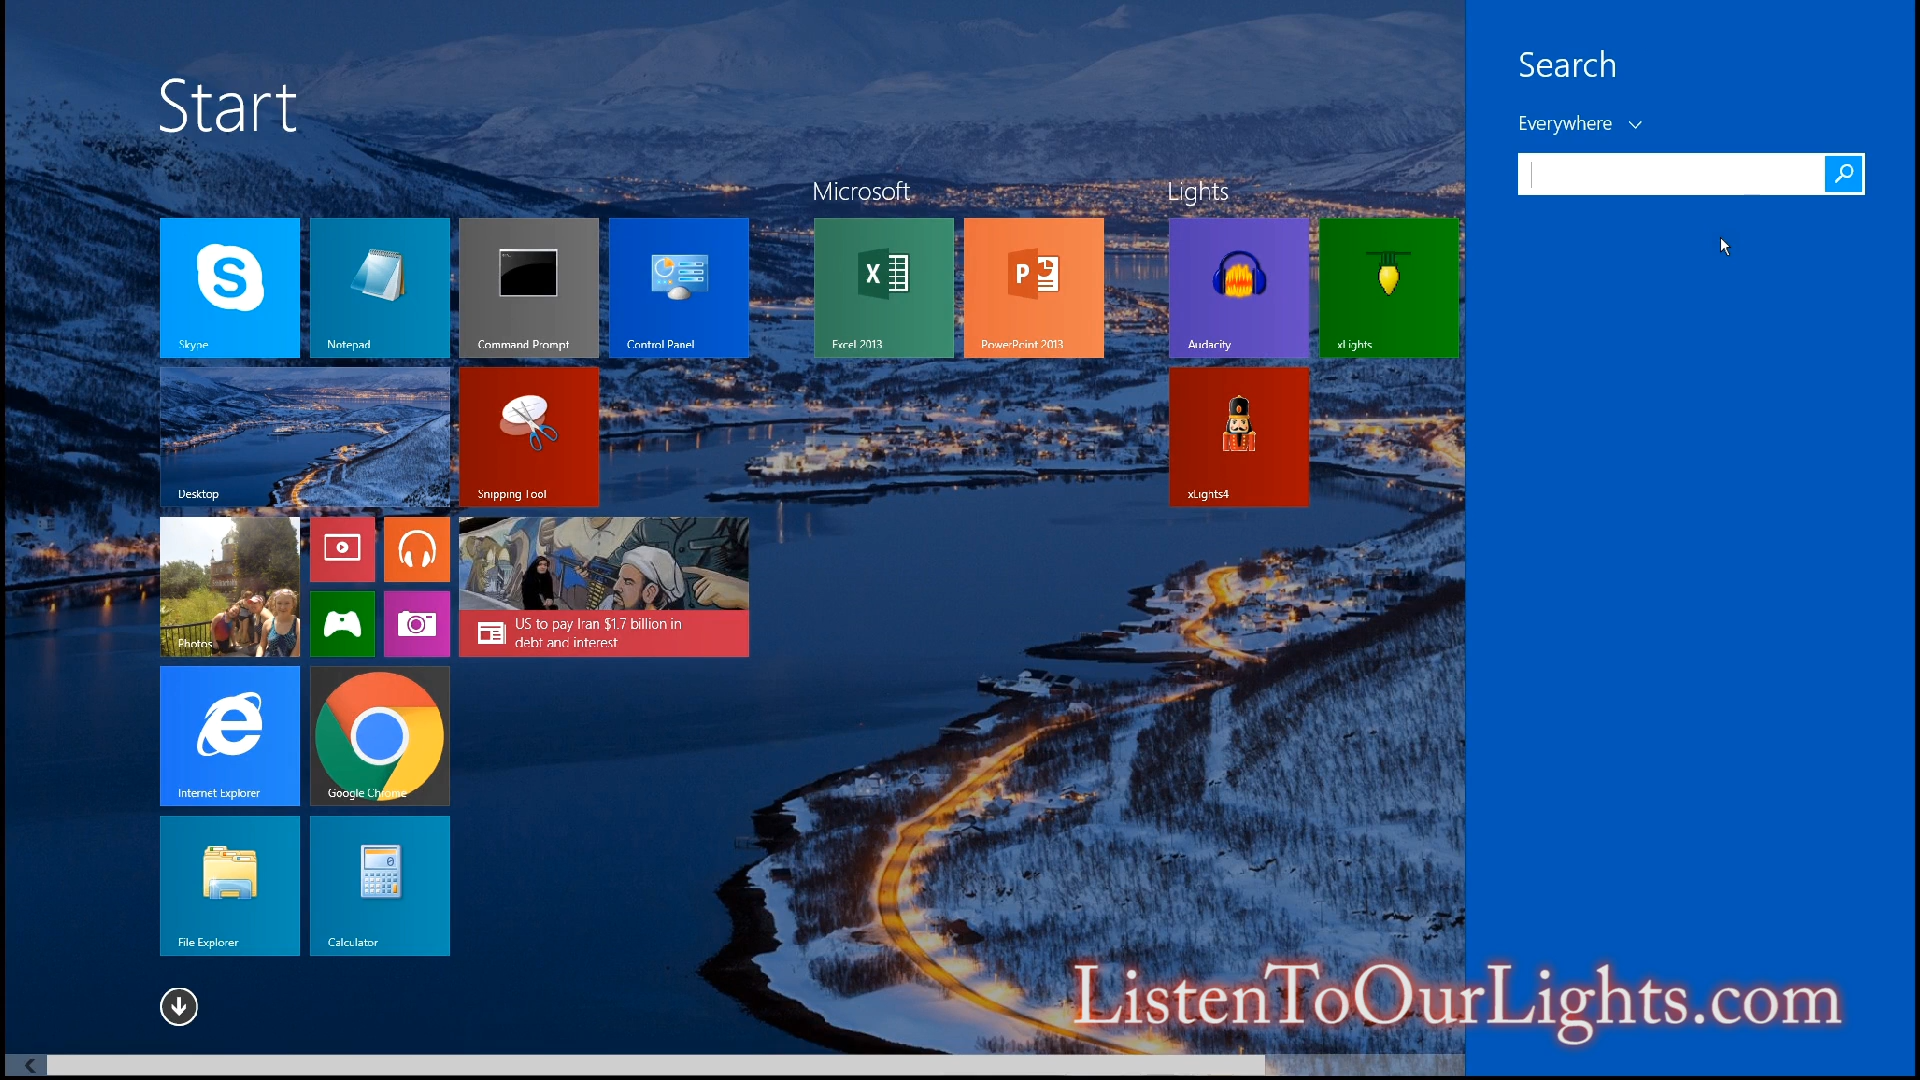 Start
Search
Everywhere
Microsoft
Lights
Skype
Notepad
Command Prompt
Control Panel
Excel 2013
PowerPoint 2013
Audacity
xLights
Desktop
Snipping Tool
xLights4
Photos
US to pay Iran $1.7 billion in
debt and interest
Internet Explorer
Google Chrome
File Explorer
Calculator
ListenToOurLights.com